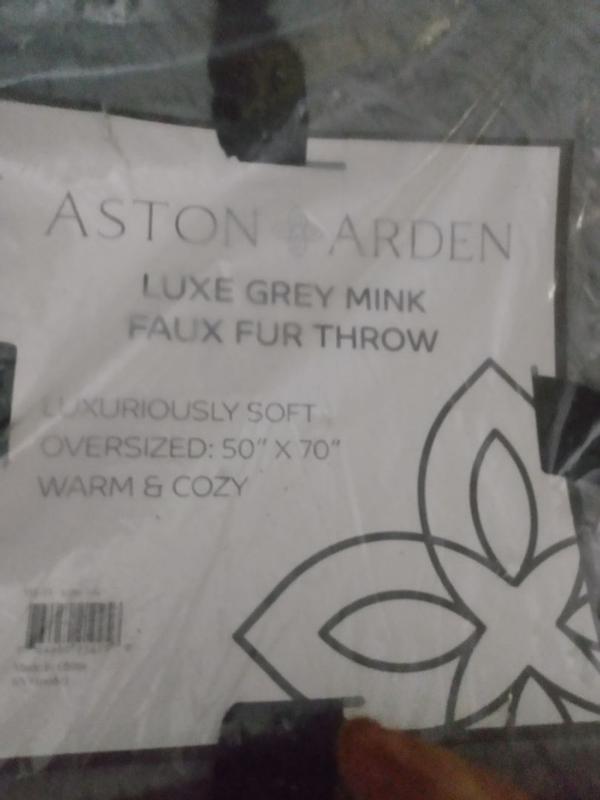 ASTON ARDEN
LUXE GREY MINK
FAUX FUR THROW
LUXURIOUSLY SOFT
OVERSIZED: 50" X 70"
WARM & COZY